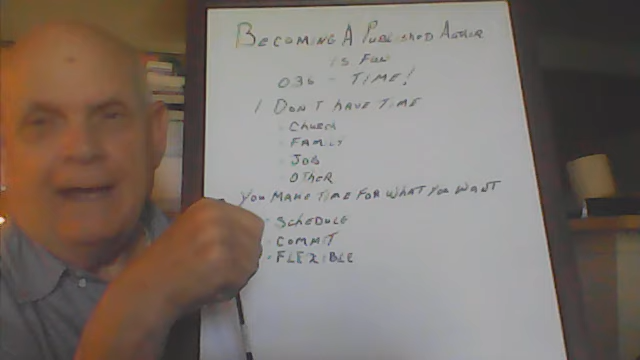 BECOMING A PUBLISHED AUTHOR
IS FUN
036 - TIME!
I DON'T HAVE TIME
CHURCH
FAMILY
JOB
OTHER
YOU MAKE TIME FOR WHAT YOU WANT
- SCHEDULE
- COMMIT
- FLEXIBLE